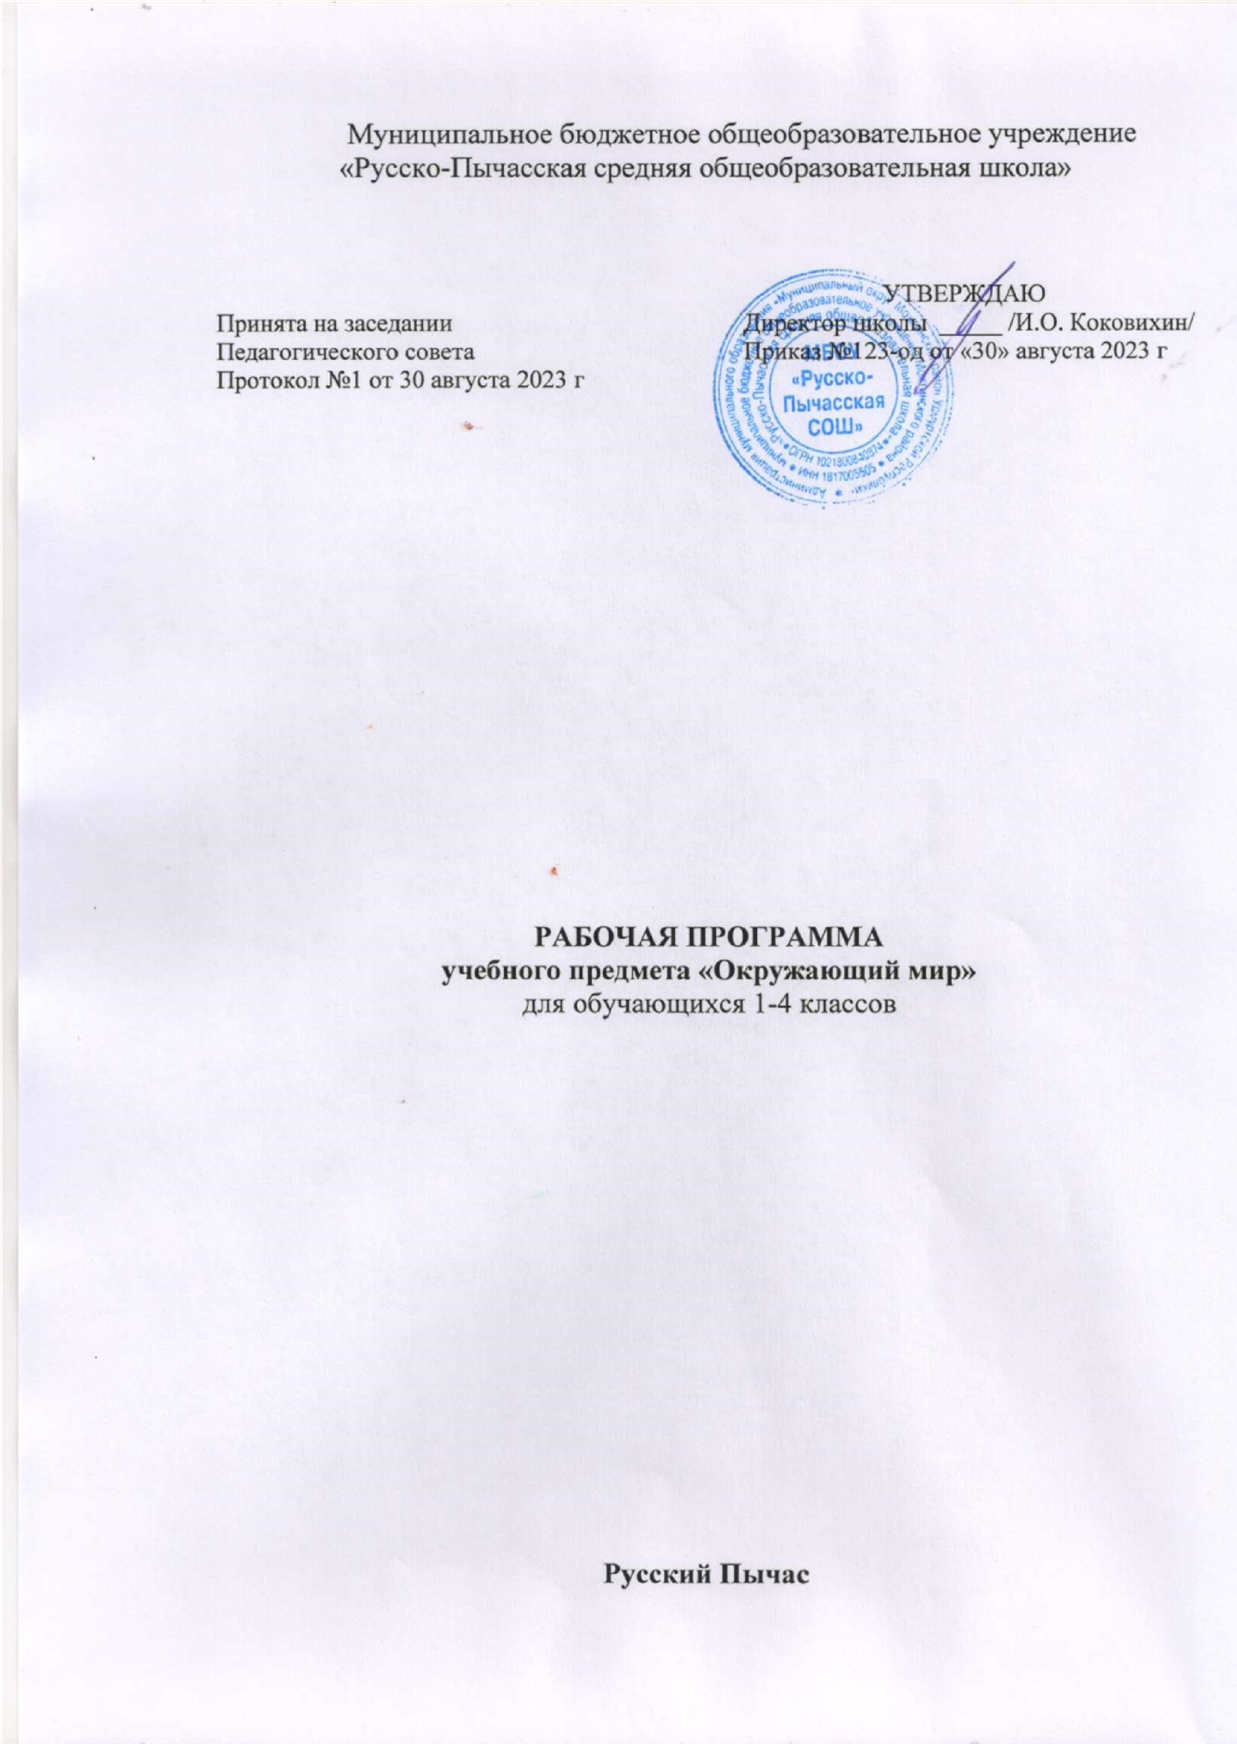 Муниципальное бюджетное общеобразовательное учреждение
«Русско-Пычасская средняя общеобразовательная школа»
Принята на заседании
Педагогического совета
Протокол №1 от 30 августа 2023 г
УТВЕРЖДАЮ
Директор школы ______ /И.О. Коковихин/
Приказ №123-од от «30» августа 2023 г
МБОУ
«Русско-
Пычасская
СОШ»
РАБОЧАЯ ПРОГРАММА
учебного предмета «Окружающий мир»
для обучающихся 1-4 классов
Русский Пычас